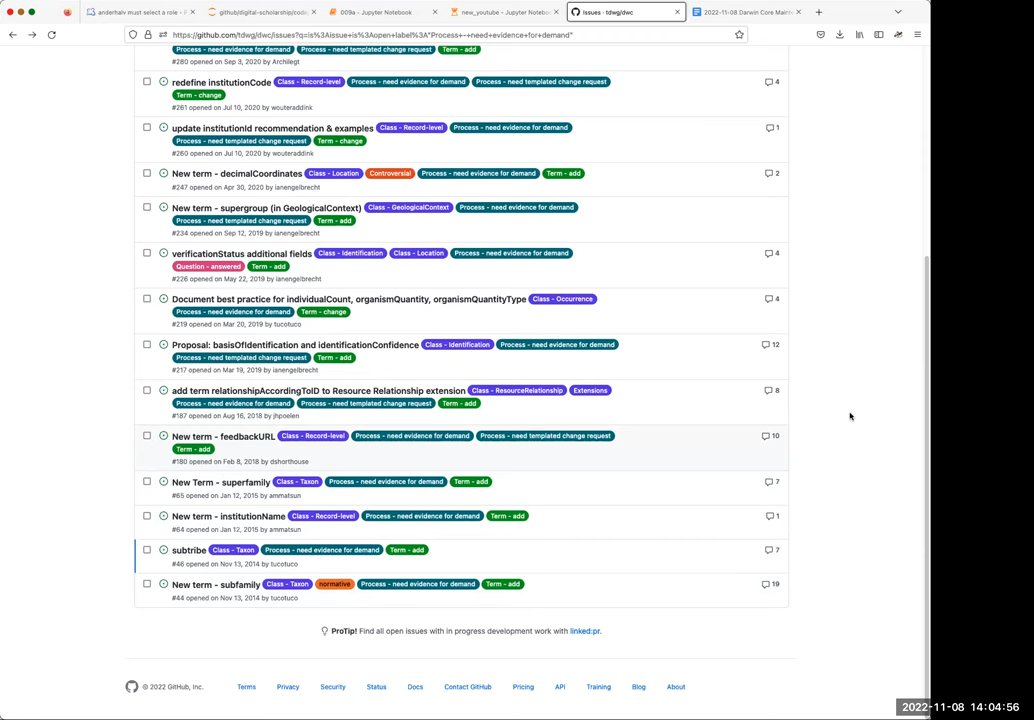 anderhalv must select a role -
github/digital-scholarship/code/
009a - Jupyter Notebook
new_youtube - Jupyter Notebook
Issues · tdwg/dwc
2022-11-08 Darwin Core Maint
https://github.com/tdwg/dwc/issues?q=is%3Aissue+is%3Aopen+label%3A"Process+-+need+evidence+for+demand"
Process - need evidence for demand Process - need templated change request Term - add
#280 opened on Sep 3, 2020 by Archilegt
redefine institutionCode Class - Record-level Process - need evidence for demand Process - need templated change request 4
Term - change
#261 opened on Jul 10, 2020 by wouteraddink
update institutionId recommendation & examples Class - Record-level Process - need evidence for demand 1
Process - need templated change request Term - change
#260 opened on Jul 10, 2020 by wouteraddink
New term - decimalCoordinates Class - Location Controversial Process - need evidence for demand Term - add 2
#247 opened on Apr 30, 2020 by ianengelbrecht
New term - supergroup (in GeologicalContext) Class - GeologicalContext Process - need evidence for demand
Process - need templated change request Term - add
#234 opened on Sep 12, 2019 by ianengelbrecht
verificationStatus additional fields Class - Identification Class - Location Process - need evidence for demand 4
Question - answered Term - add
#226 opened on May 22, 2019 by ianengelbrecht
Document best practice for individualCount, organismQuantity, organismQuantityType Class - Occurrence 4
Process - need evidence for demand Term - change
#219 opened on Mar 20, 2019 by tucotuco
Proposal: basisOfIdentification and identificationConfidence Class - Identification Process - need evidence for demand 12
Process - need templated change request Term - add
#217 opened on Mar 19, 2019 by ianengelbrecht
add term relationshipAccordingToID to Resource Relationship extension Class - ResourceRelationship Extensions 8
Process - need evidence for demand Process - need templated change request Term - add
#187 opened on Aug 16, 2018 by jhpoelen
New term - feedbackURL Class - Record-level Process - need evidence for demand Process - need templated change request 10
Term - add
#180 opened on Feb 8, 2018 by dshorthouse
New Term - superfamily Class - Taxon Process - need evidence for demand Term - add 7
#65 opened on Jan 12, 2015 by ammatsun
New term - institutionName Class - Record-level Process - need evidence for demand Term - add 1
#64 opened on Jan 12, 2015 by ammatsun
subtribe Class - Taxon Process - need evidence for demand Term - add 7
#46 opened on Nov 13, 2014 by tucotuco
New term - subfamily Class - Taxon normative Process - need evidence for demand Term - add 19
#44 opened on Nov 13, 2014 by tucotuco
ProTip! Find all open issues with in progress development work with linked:pr.
© 2022 GitHub, Inc. Terms Privacy Security Status Docs Contact GitHub Pricing API Training Blog About
2022-11-08 14:04:56